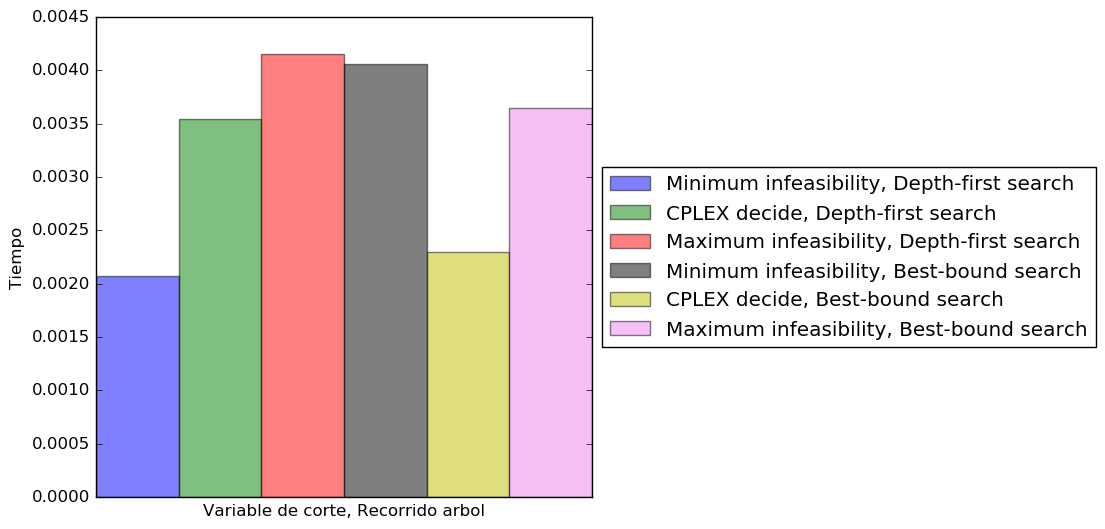 0.0045
0.0040
0.0035
0.0030
0.0025
0.0020
0.0015
0.0010
0.0005
0.0000
Tiempo
Variable de corte, Recorrido arbol
Minimum infeasibility, Depth-first search
CPLEX decide, Depth-first search
Maximum infeasibility, Depth-first search
Minimum infeasibility, Best-bound search
CPLEX decide, Best-bound search
Maximum infeasibility, Best-bound search